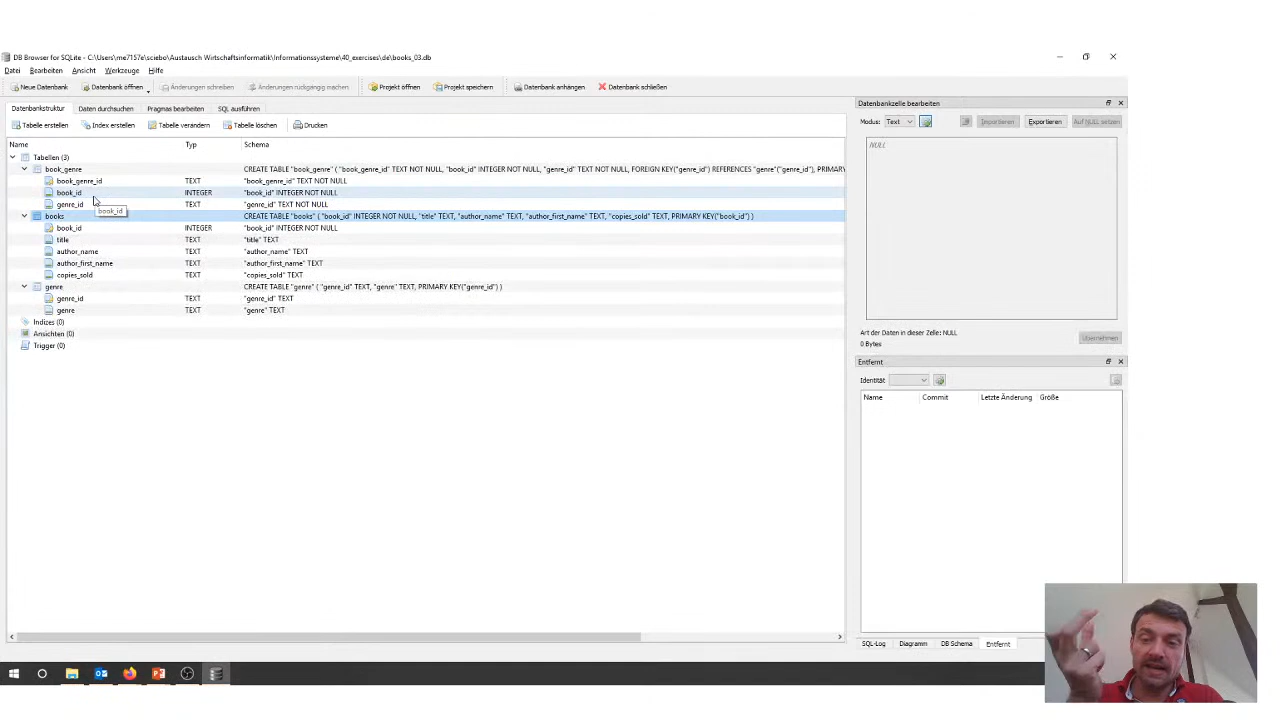 DB Browser for SQLite - C:\Users\me7157e\sciebo\Austausch Wirtschaftsinformatik\Informationssysteme\40_exercises\de\books_03.db
Datei Bearbeiten Ansicht Werkzeuge Hilfe
Neue Datenbank Datenbank öffnen Änderungen schreiben Änderungen rückgängig machen Projekt öffnen Projekt speichern Datenbank anhängen Datenbank schließen
Datenbankstruktur Daten durchsuchen Pragmas bearbeiten SQL ausführen
Tabelle erstellen Index erstellen Tabelle verändern Tabelle löschen Drucken
Name Typ Schema
Tabellen (3)
book_genre CREATE TABLE "book_genre" ( "book_genre_id" TEXT NOT NULL, "book_id" INTEGER NOT NULL, "genre_id" TEXT NOT NULL, FOREIGN KEY("genre_id") REFERENCES "genre"("genre_id"), PRIMARY
book_genre_id TEXT "book_genre_id" TEXT NOT NULL
book_id INTEGER "book_id" INTEGER NOT NULL
genre_id TEXT "genre_id" TEXT NOT NULL
book_id
books CREATE TABLE "books" ( "book_id" INTEGER NOT NULL, "title" TEXT, "author_name" TEXT, "author_first_name" TEXT, "copies_sold" TEXT, PRIMARY KEY("book_id") )
book_id INTEGER "book_id" INTEGER NOT NULL
title TEXT "title" TEXT
author_name TEXT "author_name" TEXT
author_first_name TEXT "author_first_name" TEXT
copies_sold TEXT "copies_sold" TEXT
genre CREATE TABLE "genre" ( "genre_id" TEXT, "genre" TEXT, PRIMARY KEY("genre_id") )
genre_id TEXT "genre_id" TEXT
genre TEXT "genre" TEXT
Indizes (0)
Ansichten (0)
Trigger (0)
Datenbankzelle bearbeiten
Modus: Text Importieren Exportieren Auf NULL setzen
NULL
Art der Daten in dieser Zelle: NULL
0 Bytes
Übernehmen
Entfernt
Identität
Name Commit Letzte Änderung Größe
SQL-Log Diagramm DB Schema Entfernt